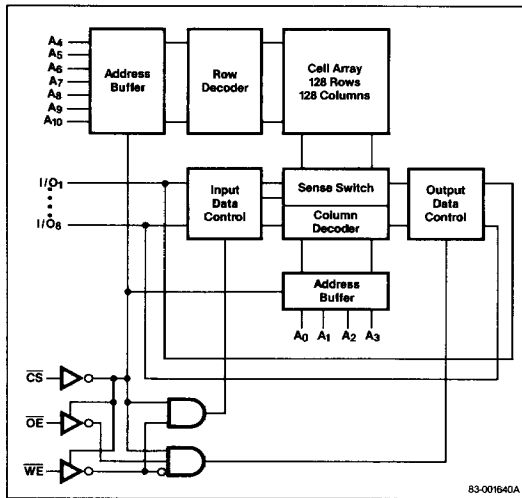 A4
A5
A6
A7
A8
A9
A10
Address
Buffer
Row
Decoder
Cell Array
128 Rows
128 Columns
I/O1
I/O8
Input
Data
Control
Sense Switch
Column
Decoder
Output
Data
Control
Address
Buffer
A0 A1 A2 A3
CS
OE
WE
83-001640A